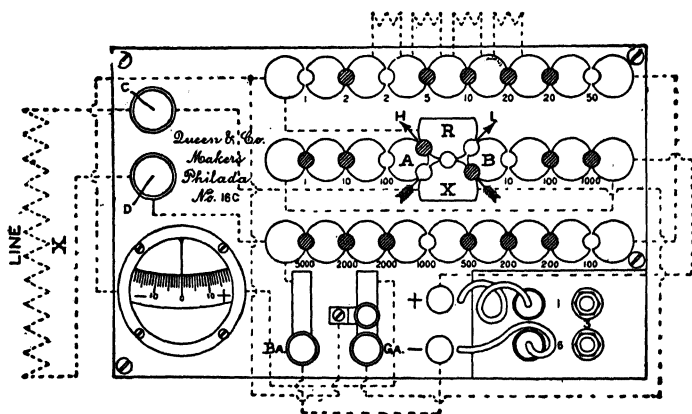 1 2 2 5 10 20 20 50
C
H L
R
Queen & Co.
Makers
Philada
No. 16C
1 10 100 A B 10 100 1000
X
D
LINE
X
5000 2000 2000 1000 500 200 200 100
- 10 0 10 +
+ 1
BA. GA. - 6